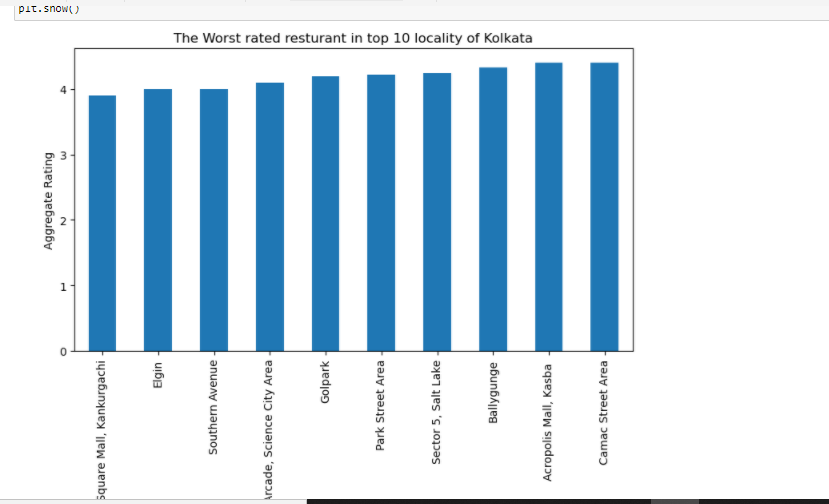 plt.show()
The Worst rated resturant in top 10 locality of Kolkata
Aggregate Rating
4
3
2
1
0
Square Mall, Kankurgachi
Elgin
Southern Avenue
Arcade, Science City Area
Golpark
Park Street Area
Sector 5, Salt Lake
Ballygunge
Acropolis Mall, Kasba
Camac Street Area